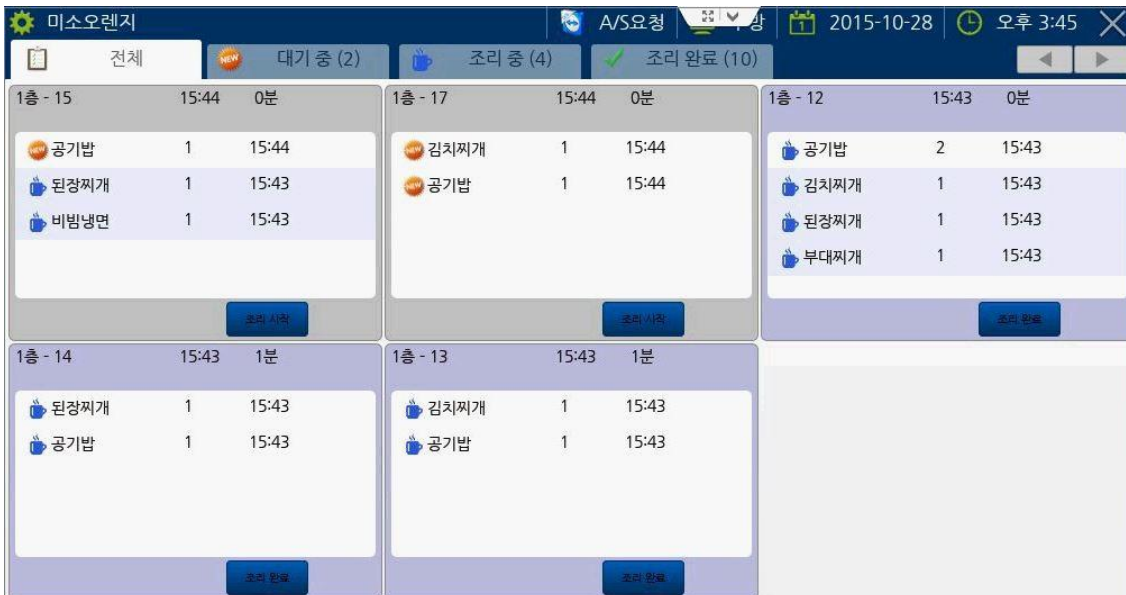 미소오렌지 A/S요청 방 1 2015-10-28 오후 3:45
전체 NEW 대기 중 (2) 조리 중 (4) 조리 완료 (10)
1층 - 15 15:44 0분
NEW 공기밥 1 15:44
된장찌개 1 15:43
비빔냉면 1 15:43
조리 시작
1층 - 17 15:44 0분
NEW 김치찌개 1 15:44
NEW 공기밥 1 15:44
조리 시작
1층 - 12 15:43 0분
공기밥 2 15:43
김치찌개 1 15:43
된장찌개 1 15:43
부대찌개 1 15:43
조리 완료
1층 - 14 15:43 1분
된장찌개 1 15:43
공기밥 1 15:43
조리 완료
1층 - 13 15:43 1분
김치찌개 1 15:43
공기밥 1 15:43
조리 완료